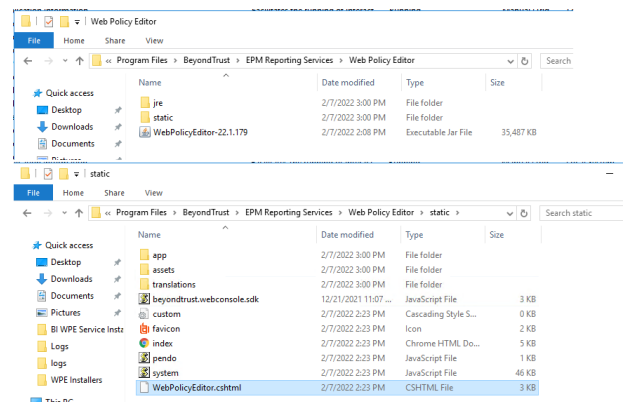 Web Policy Editor
File Home Share View
« Program Files > BeyondTrust > EPM Reporting Services > Web Policy Editor Search
Name Date modified Type Size
Quick access
Desktop
Downloads
Documents
Pictures
jre 2/7/2022 3:00 PM File folder
static 2/7/2022 3:00 PM File folder
WebPolicyEditor-22.1.179 2/7/2022 2:08 PM Executable Jar File 35,487 KB
static
File Home Share View
« Program Files > BeyondTrust > EPM Reporting Services > Web Policy Editor > static > Search static
Name Date modified Type Size
Quick access
Desktop
Downloads
Documents
Pictures
BI WPE Service Insta
Logs
logs
WPE Installers
This PC
app 2/7/2022 3:00 PM File folder
assets 2/7/2022 3:00 PM File folder
translations 2/7/2022 3:00 PM File folder
beyondtrust.webconsole.sdk 12/21/2021 11:07 ... JavaScript File 3 KB
custom 2/7/2022 2:23 PM Cascading Style S... 0 KB
favicon 2/7/2022 2:23 PM Icon 2 KB
index 2/7/2022 2:23 PM Chrome HTML Do... 5 KB
pendo 2/7/2022 2:23 PM JavaScript File 1 KB
system 2/7/2022 2:23 PM JavaScript File 46 KB
WebPolicyEditor.cshtml 2/7/2022 2:23 PM CSHTML File 3 KB